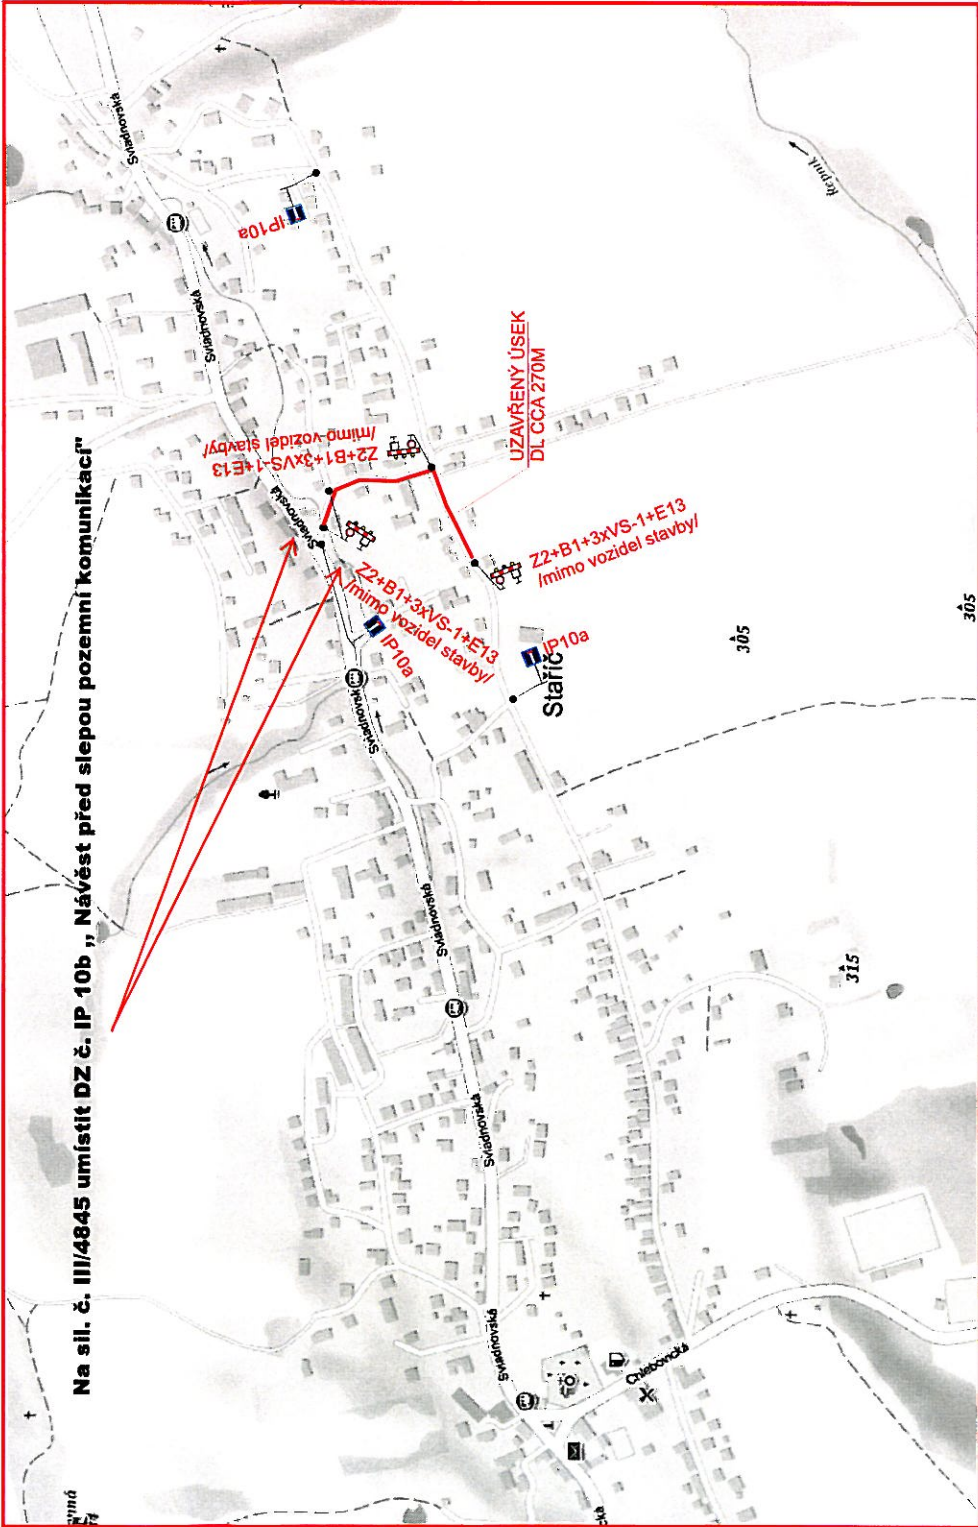 Na sil. č. III/4845 umístit DZ č. IP 10b ,, Návěst před slepou pozemní komunikací"
Sviadnovská
Sviadnovská
Sviadnovská
Sviadnovská
Sviadnovská
Sviadnovská
Sviadnovská
Chlebovická
IP10a
Z2+B1+3xVS-1+E13
/mimo vozidel stavby/
Z2+B1+3xVS-1+E13
/mimo vozidel stavby/
IP10a
Z2+B1+3xVS-1+E13
/mimo vozidel stavby/
UZAVŘENÝ ÚSEK
DL CCA 270M
IP10a
Staříč
Řepník
305
305
315